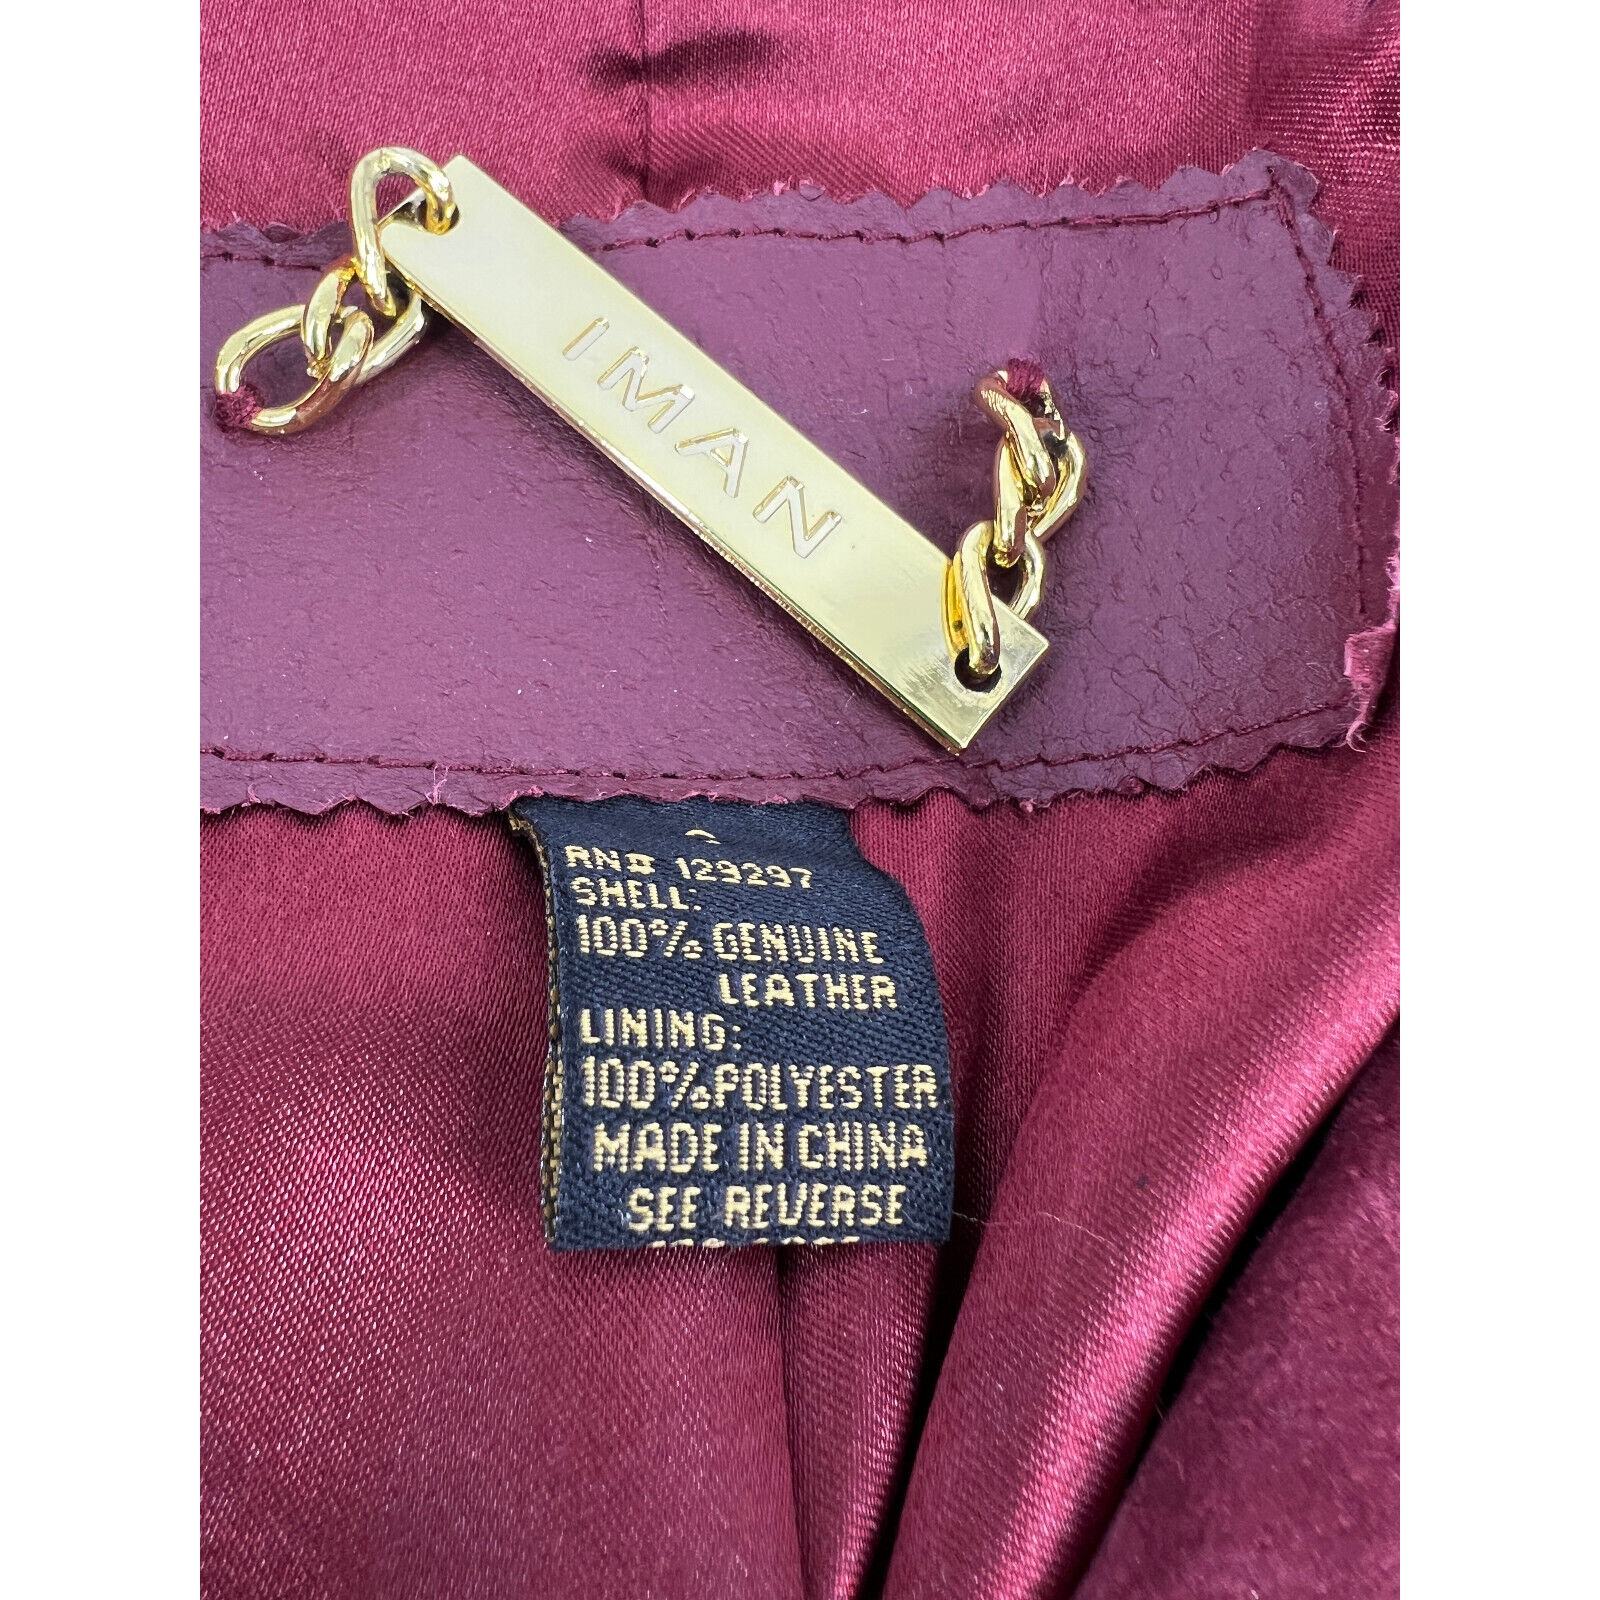 IMAN
RN# 129297
SHELL:
100% GENUINE
LEATHER
LINING:
100% POLYESTER
MADE IN CHINA
SEE REVERSE